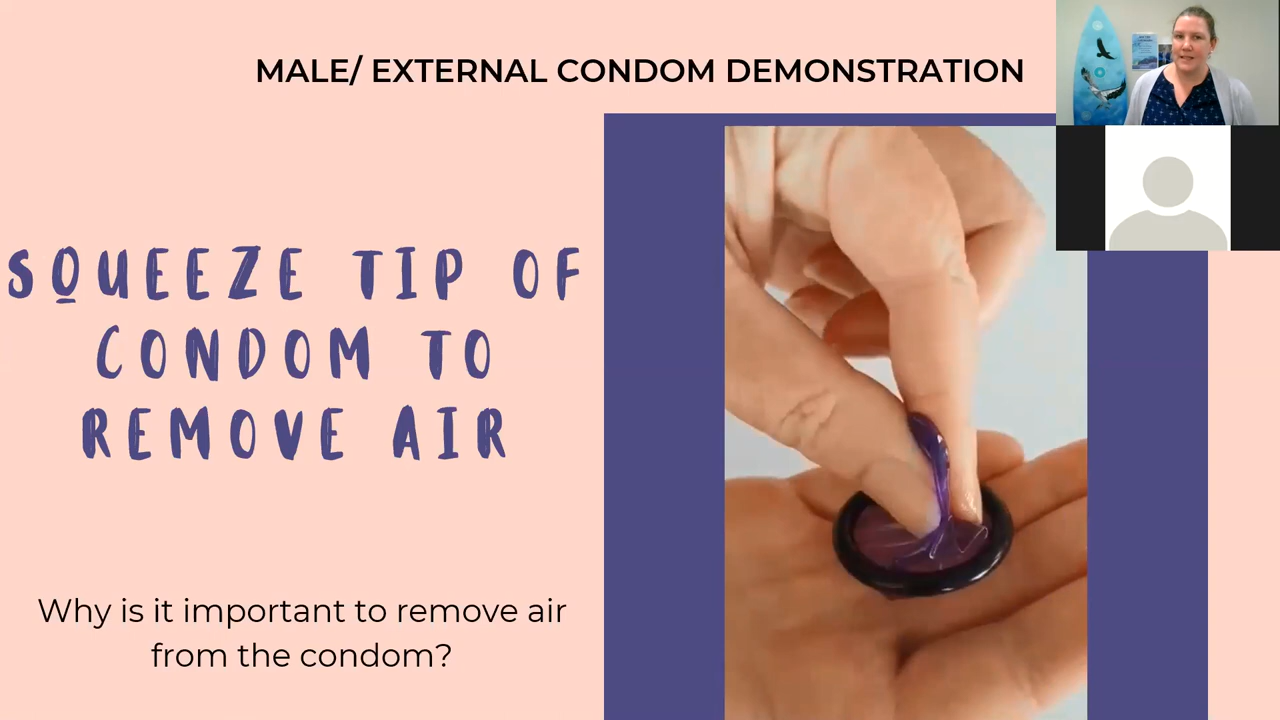 MALE/ EXTERNAL CONDOM DEMONSTRATION
SQUEEZE TIP OF
CONDOM TO
REMOVE AIR
Why is it important to remove air
from the condom?